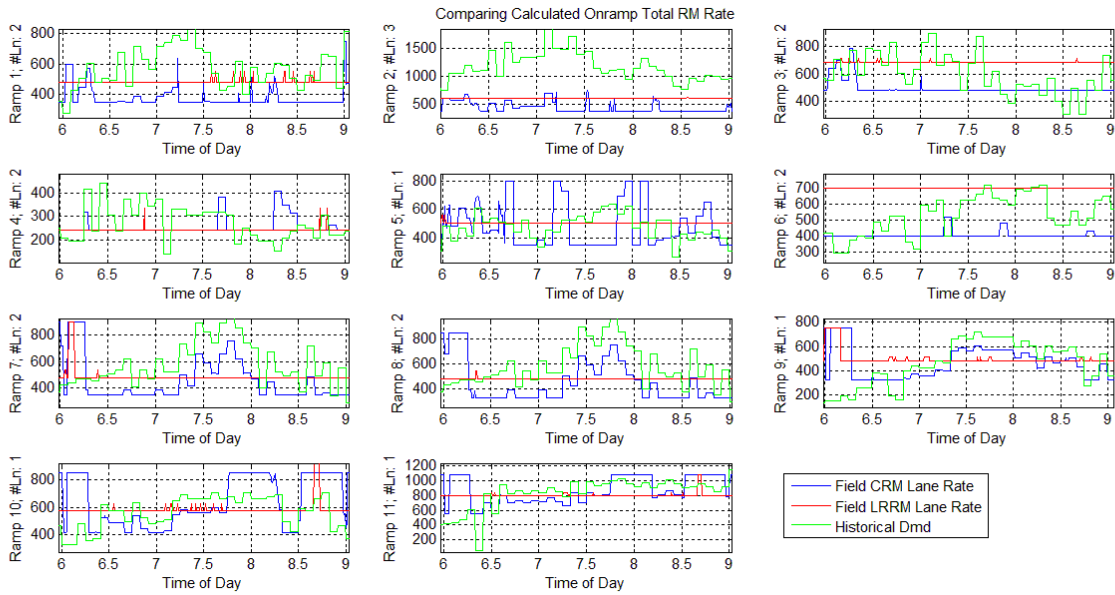 Comparing Calculated Onramp Total RM Rate
Ramp 1; #Ln: 2
800
600
400
6 6.5 7 7.5 8 8.5 9
Time of Day
Ramp 2; #Ln: 3
1500
1000
500
6 6.5 7 7.5 8 8.5 9
Time of Day
Ramp 3; #Ln: 2
800
600
400
6 6.5 7 7.5 8 8.5 9
Time of Day
Ramp 4; #Ln: 2
400
300
200
6 6.5 7 7.5 8 8.5 9
Time of Day
Ramp 5; #Ln: 1
800
600
400
6 6.5 7 7.5 8 8.5 9
Time of Day
Ramp 6; #Ln: 2
700
600
500
400
300
6 6.5 7 7.5 8 8.5 9
Time of Day
Ramp 7; #Ln: 2
800
600
400
6 6.5 7 7.5 8 8.5 9
Time of Day
Ramp 8; #Ln: 2
800
600
400
6 6.5 7 7.5 8 8.5 9
Time of Day
Ramp 9; #Ln: 1
800
600
400
200
6 6.5 7 7.5 8 8.5 9
Time of Day
Ramp 10; #Ln: 1
800
600
400
6 6.5 7 7.5 8 8.5 9
Time of Day
Ramp 11; #Ln: 1
1200
1000
800
600
400
200
6 6.5 7 7.5 8 8.5 9
Time of Day
Field CRM Lane Rate
Field LRRM Lane Rate
Historical Dmd